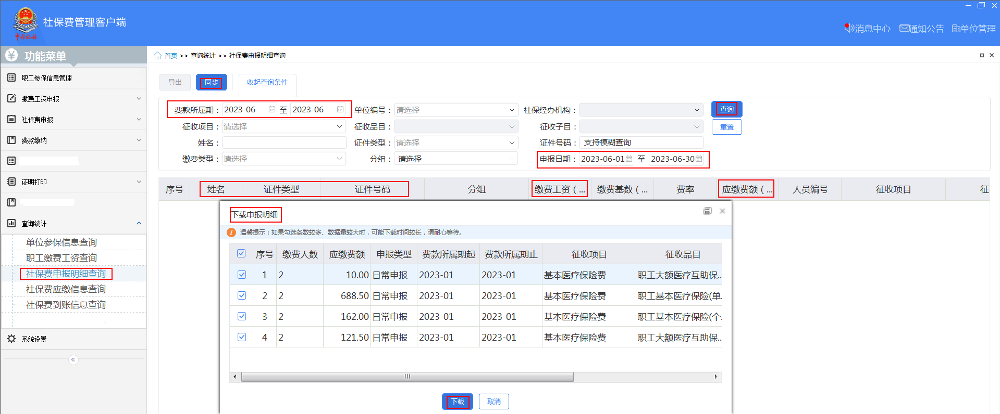 社保费管理客户端
消息中心 通知公告 单位管理
功能菜单
首页 >> 查询统计 >> 社保费申报明细查询
职工参保信息管理
缴费工资申报
社保费申报
费款缴纳
证明打印
查询统计
单位参保信息查询
职工缴费工资查询
社保费申报明细查询
社保费应缴信息查询
社保费到账信息查询
系统设置
导出 同步 收起查询条件
费款所属期： 2023-06 至 2023-06 单位编号： 请选择 社保经办机构： 查询
征收项目： 请选择 征收品目： 征收子目： 重置
姓名： 证件类型： 请选择 证件号码： 支持模糊查询
缴费类型： 请选择 分组： 请选择 申报日期： 2023-06-01 至 2023-06-30
序号 姓名 证件类型 证件号码 分组 缴费工资（... 缴费基数（... 费率 应缴费额（... 人员编号 征收项目 征
下载申报明细
温馨提示：如果勾选条数较多、数据量较大时，可能下载时间较长，请耐心等待。
序号 缴费人数 应缴费额 申报类型 费款所属期起 费款所属期止 征收项目 征收品目
1 2 10.00 日常申报 2023-01 2023-01 基本医疗保险费 职工大额医疗互助保...
2 2 688.50 日常申报 2023-01 2023-01 基本医疗保险费 职工基本医疗保险(单...
3 2 162.00 日常申报 2023-01 2023-01 基本医疗保险费 职工基本医疗保险(个...
4 2 121.50 日常申报 2023-01 2023-01 基本医疗保险费 职工大额医疗互助保...
下载 取消